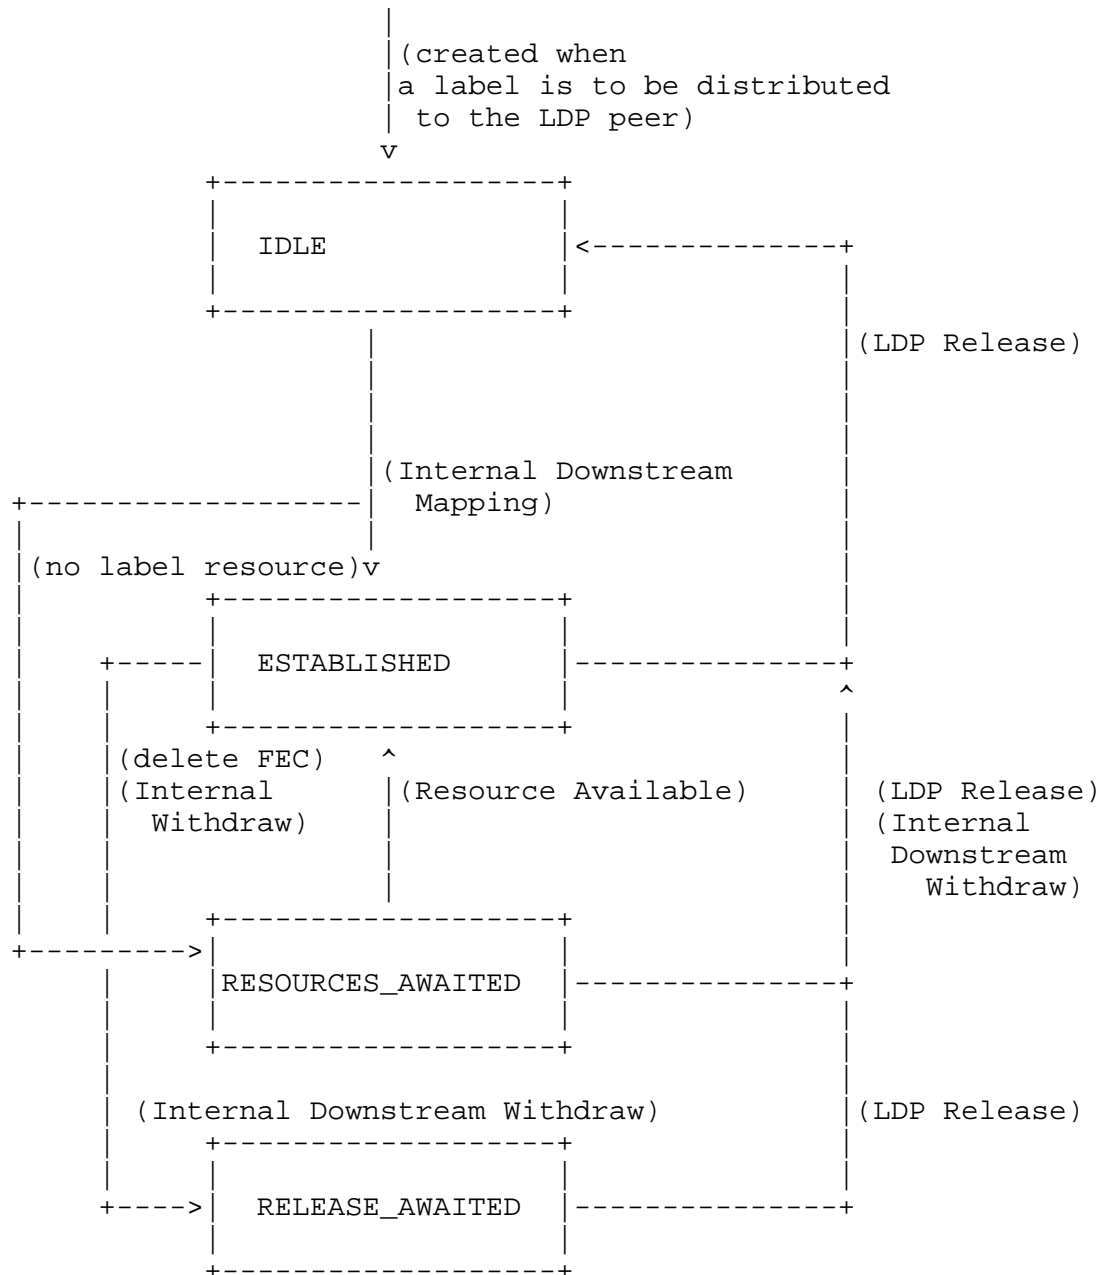 (created when
a label is to be distributed
to the LDP peer)
v
IDLE
(LDP Release)
(Internal Downstream
Mapping)
(no label resource)v
ESTABLISHED
(delete FEC)
(Internal
Withdraw)
(Resource Available)
(LDP Release)
(Internal
Downstream
Withdraw)
RESOURCES_AWAITED
(Internal Downstream Withdraw)
(LDP Release)
RELEASE_AWAITED